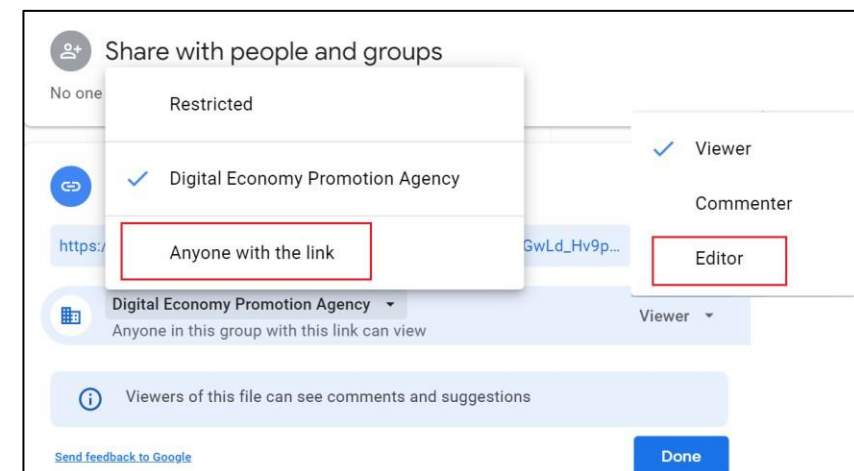 Share with people and groups
No one
Restricted
Digital Economy Promotion Agency
Anyone with the link
https:/
GwLd_Hv9p...
Viewer
Commenter
Editor
Digital Economy Promotion Agency
Anyone in this group with this link can view
Viewer
Viewers of this file can see comments and suggestions
Send feedback to Google
Done